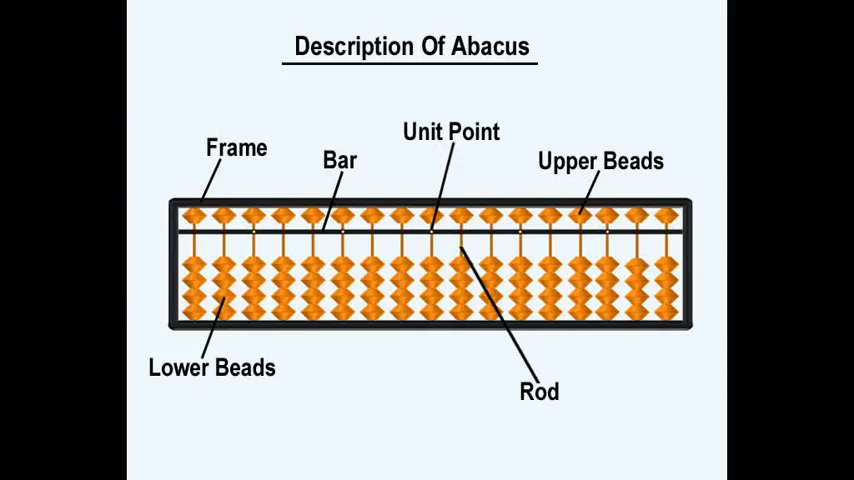 Description Of Abacus
Unit Point
Frame
Bar
Upper Beads
Lower Beads
Rod